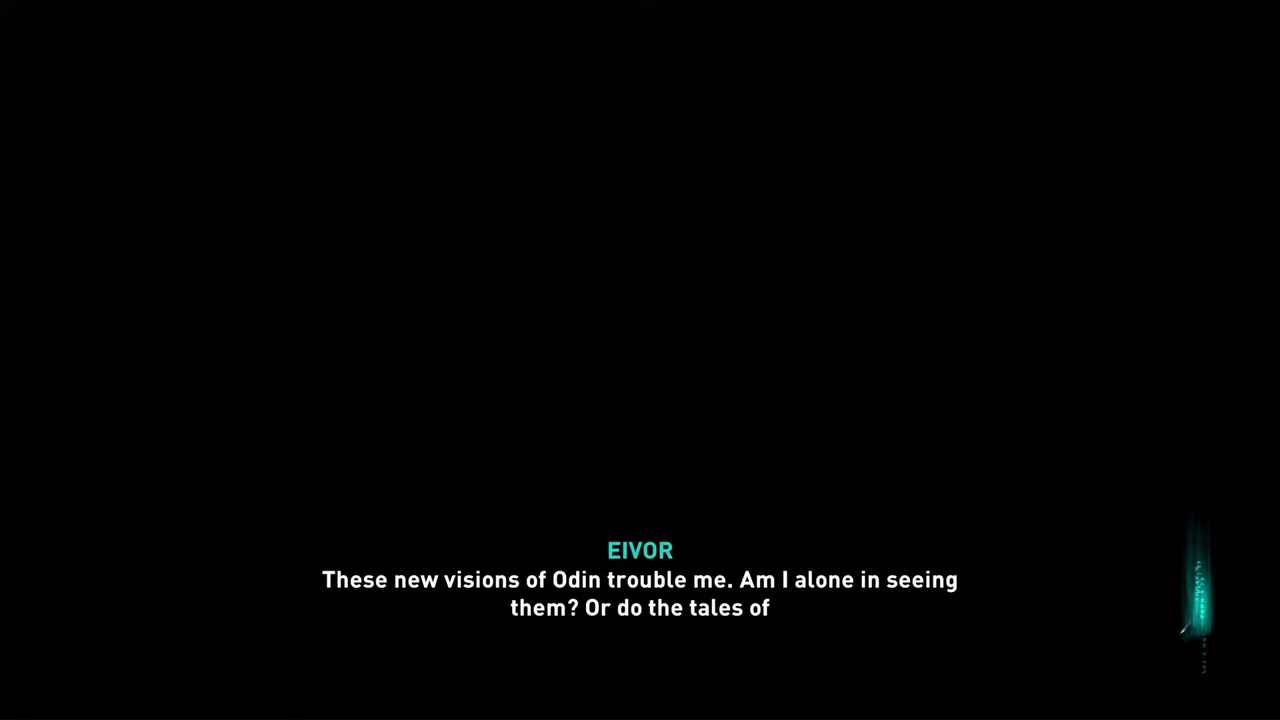 EIVOR
These new visions of Odin trouble me. Am I alone in seeing
them? Or do the tales of